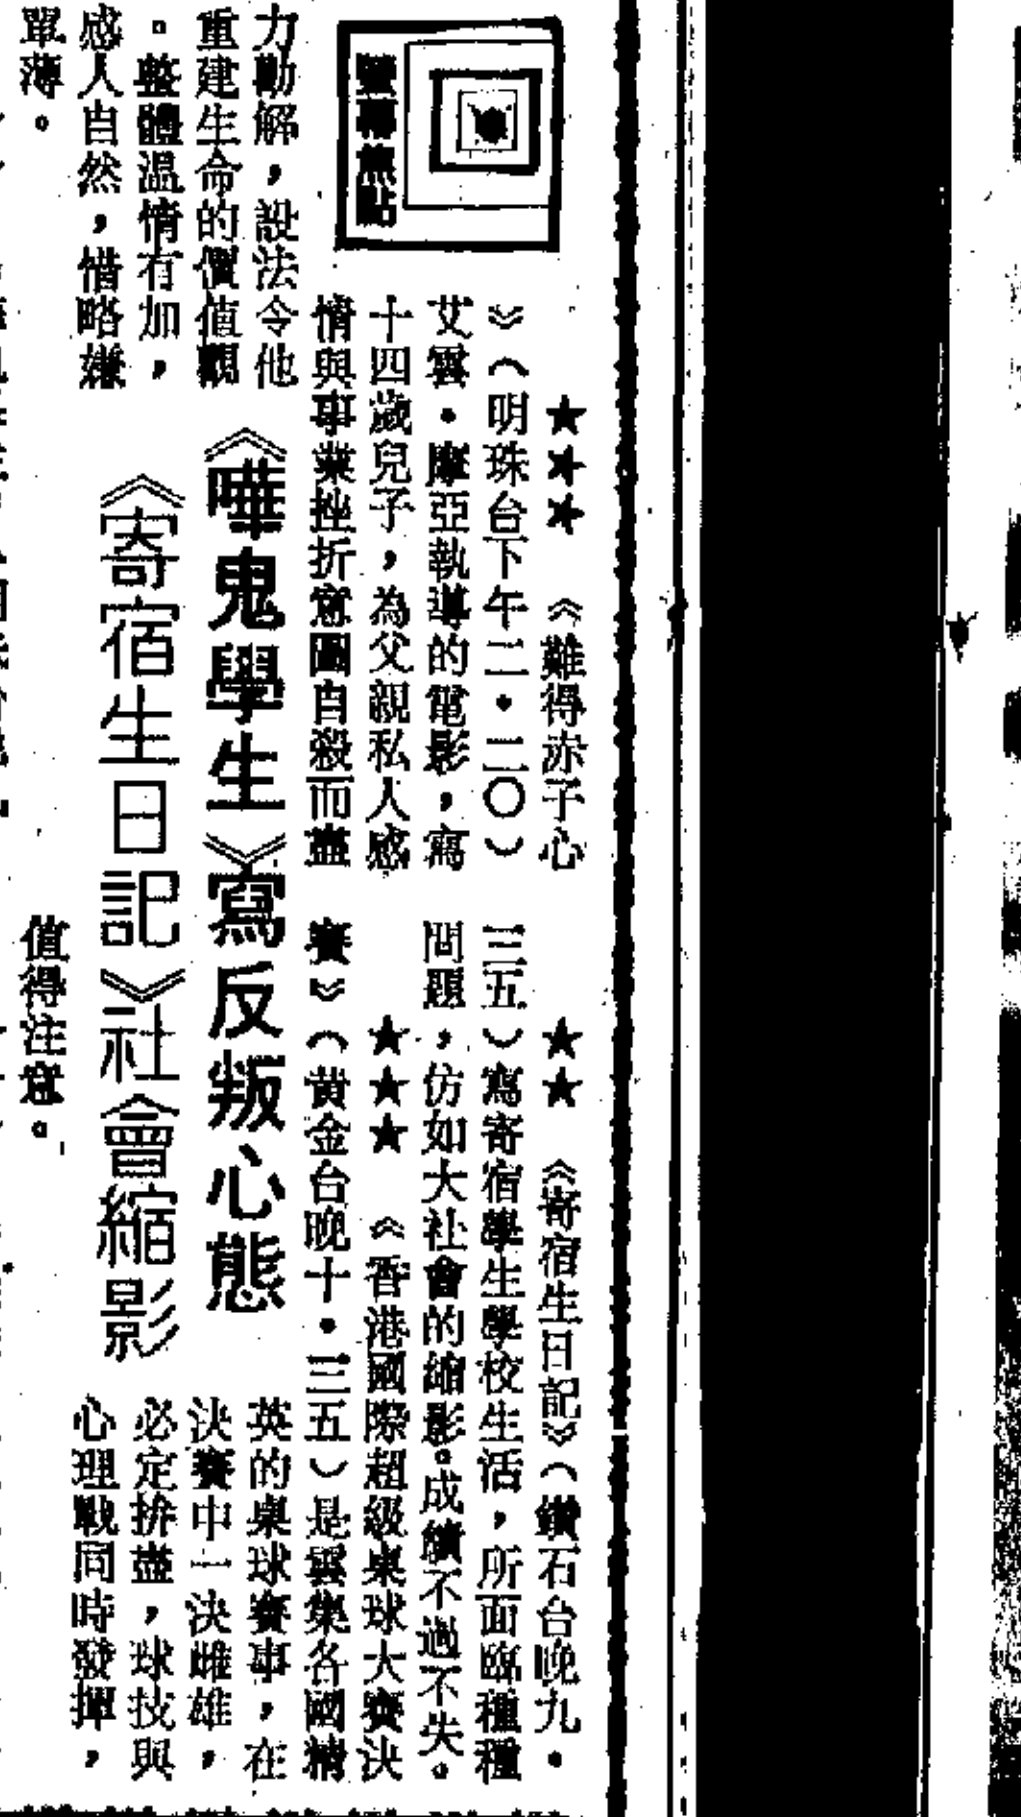 螢幕焦點
《嘩鬼學生》寫反叛心態
《寄宿生日記》社會縮影
★★★ 《難得赤子心
》（明珠台下午二・二〇）
艾雲・摩亞執導的電影，寫
十四歲兒子，為父親私人感
情與事業挫折意圖自殺而盡
力勸解，設法令他
重建生命的價值觀
。整體溫情有加，
感人自然，惜略嫌
單薄。
★★ 《寄宿生日記》（鑽石台晚九・
三五）寫寄宿學生學校生活，所面臨種種
問題，仿如大社會的縮影。成績不過不失。
★★★ 《香港國際超級桌球大賽決
賽》（黃金台晚十・三五）是雲集各國精
英的桌球賽事，在
決賽中一決雌雄，
必定拚盡，球技與
心理戰同時發揮，
值得注意。